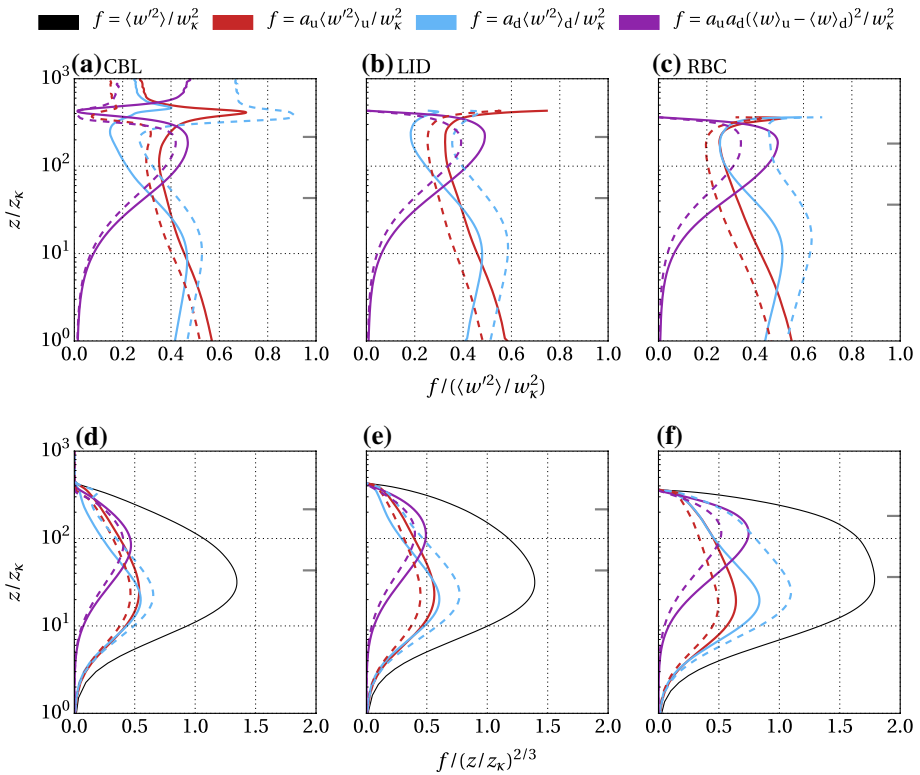 f = ⟨w′²⟩/w²_κ f = a_u⟨w′²⟩_u/w²_κ f = a_d⟨w′²⟩_d/w²_κ f = a_u a_d(⟨w⟩_u − ⟨w⟩_d)²/w²_κ
(a) CBL (b) LID (c) RBC
10³
10²
10¹
10⁰
z/z_κ
0.0 0.2 0.4 0.6 0.8 1.0 0.0 0.2 0.4 0.6 0.8 1.0 0.0 0.2 0.4 0.6 0.8 1.0
f/(⟨w′²⟩/w²_κ)
(d) (e) (f)
10³
10²
10¹
10⁰
z/z_κ
0.0 0.5 1.0 1.5 2.0 0.0 0.5 1.0 1.5 2.0 0.0 0.5 1.0 1.5 2.0
f/(z/z_κ)^{2/3}